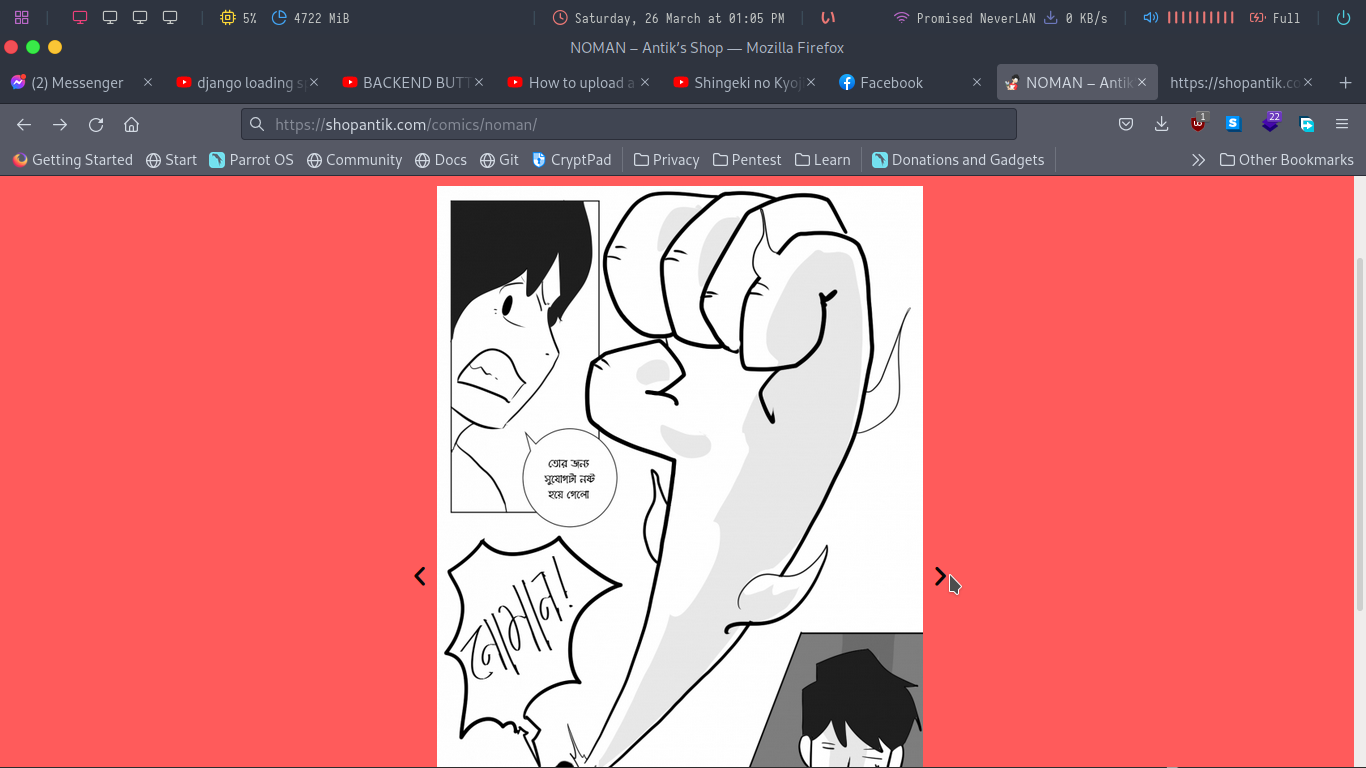 5%
4722 MiB
Saturday, 26 March at 01:05 PM
Promised NeverLAN
0 KB/s
Full
NOMAN – Antik's Shop — Mozilla Firefox
(2) Messenger
django loading s
BACKEND BUTT
How to upload a
Shingeki no Kyoj
Facebook
NOMAN – Antik
https://shopantik.co
https://shopantik.com/comics/noman/
1
S
22
Getting Started
Start
Parrot OS
Community
Docs
Git
CryptPad
Privacy
Pentest
Learn
Donations and Gadgets
Other Bookmarks
তোর জন্য
সুযোগটা নষ্ট
হয়ে গেলো
নোমান!